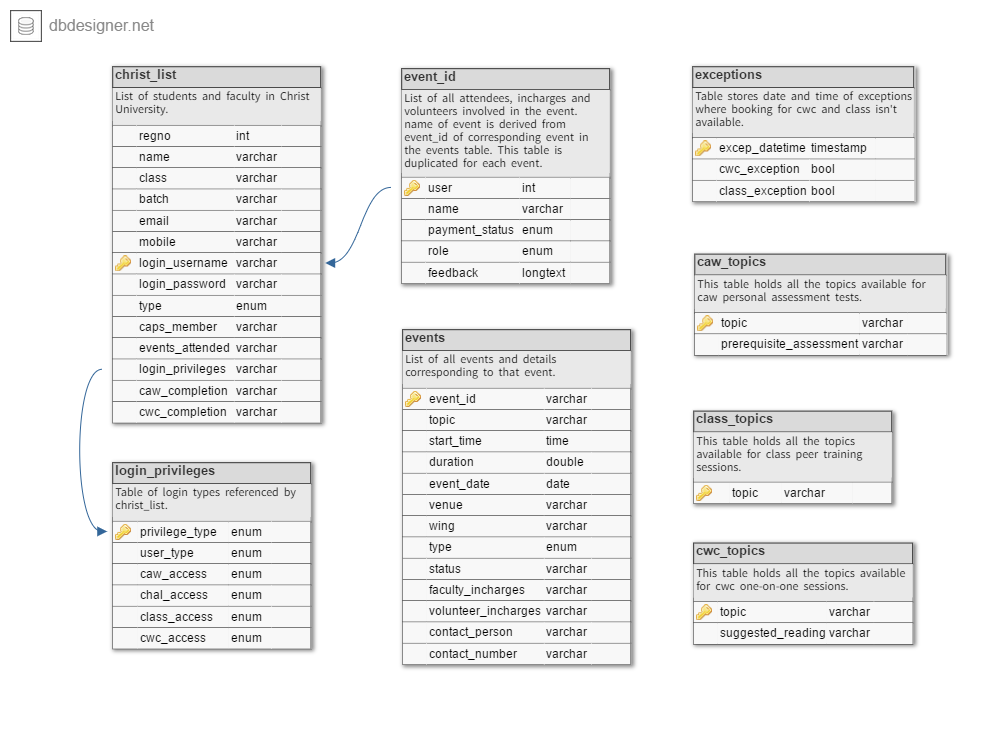 dbdesigner.net
christ_list
List of students and faculty in Christ
University.
regno int
name varchar
class varchar
batch varchar
email varchar
mobile varchar
login_username varchar
login_password varchar
type enum
caps_member varchar
events_attended varchar
login_privileges varchar
caw_completion varchar
cwc_completion varchar
login_privileges
Table of login types referenced by
christ_list.
privilege_type enum
user_type enum
caw_access enum
chal_access enum
class_access enum
cwc_access enum
event_id
List of all attendees, incharges and
volunteers involved in the event.
name of event is derived from
event_id of corresponding event in
the events table. This table is
duplicated for each event.
user int
name varchar
payment_status enum
role enum
feedback longtext
events
List of all events and details
corresponding to that event.
event_id varchar
topic varchar
start_time time
duration double
event_date date
venue varchar
wing varchar
type enum
status varchar
faculty_incharges varchar
volunteer_incharges varchar
contact_person varchar
contact_number varchar
exceptions
Table stores date and time of exceptions
where booking for cwc and class isn't
available.
excep_datetime timestamp
cwc_exception bool
class_exception bool
caw_topics
This table holds all the topics available for
caw personal assessment tests.
topic varchar
prerequisite_assessment varchar
class_topics
This table holds all the topics
available for class peer training
sessions.
topic varchar
cwc_topics
This table holds all the topics available
for cwc one-on-one sessions.
topic varchar
suggested_reading varchar